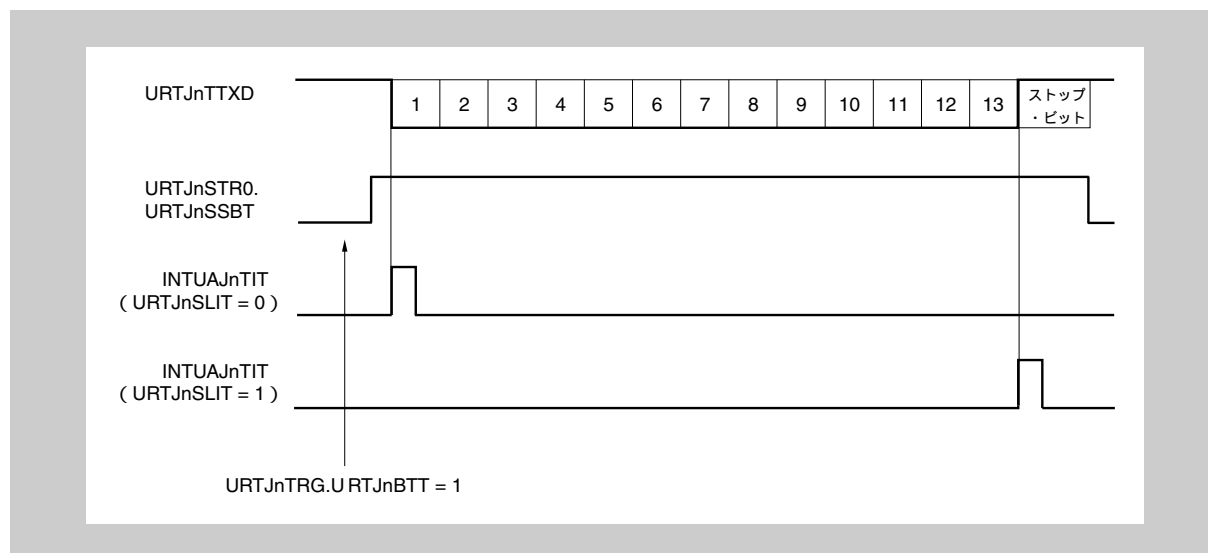 URTJnTTXD
1 2 3 4 5 6 7 8 9 10 11 12 13 ストップ
・ビット
URTJnSTR0.
URTJnSSBT
INTUAJnTIT
( URTJnSLIT = 0 )
INTUAJnTIT
( URTJnSLIT = 1 )
URTJnTRG.URTJnBTT = 1